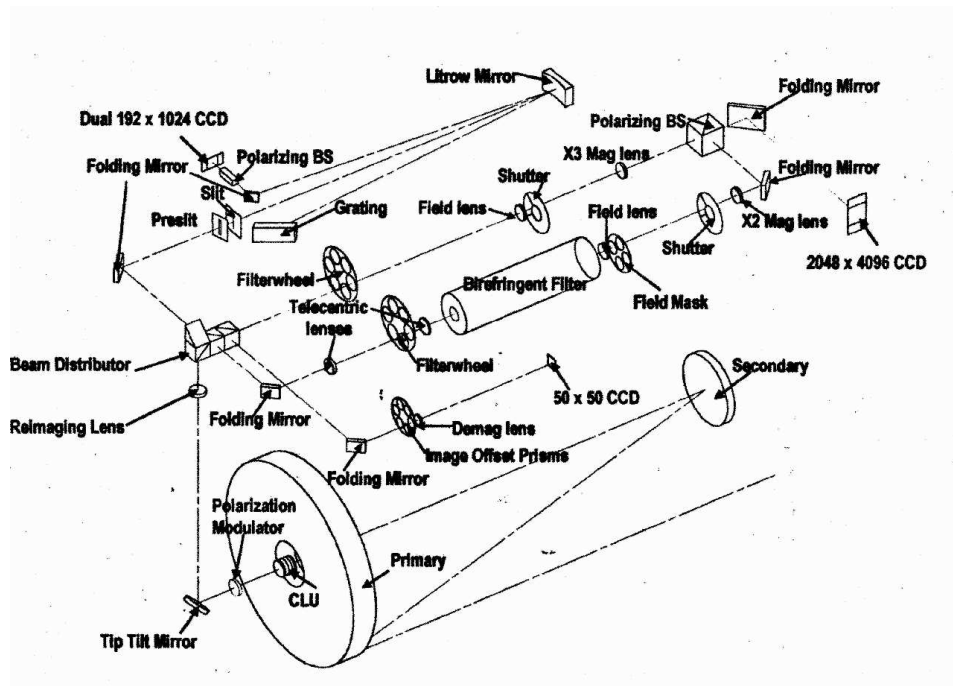 Litrow Mirror
Folding Mirror
Dual 192 x 1024 CCD
Polarizing BS
Polarizing BS
X3 Mag lens
Folding Mirror
Folding Mirror
Shutter
Slit
Preslit
Grating
Field lens
Field lens
X2 Mag lens
Shutter
2048 x 4096 CCD
Filterwheel
Birefringent Filter
Field Mask
Telecentric
lenses
Beam Distributor
Filterwheel
Secondary
50 x 50 CCD
Reimaging Lens
Folding Mirror
Demag lens
Image Offset Prisms
Folding Mirror
Polarization
Modulator
Primary
CLU
Tip Tilt Mirror